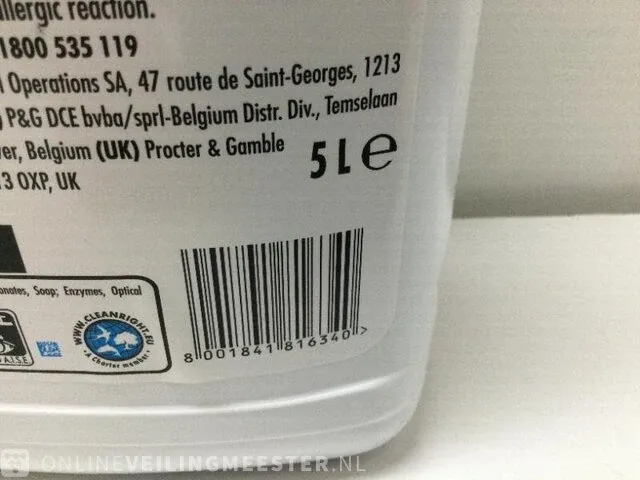 allergic reaction.
1800 535 119
Operations SA, 47 route de Saint-Georges, 1213
P&G DCE bvba/sprl-Belgium Distr. Div., Temselaan
ver, Belgium (UK) Procter & Gamble
13 OXP, UK
5L e
onates, Soap; Enzymes, Optical
WWW.CLEANRIGHT.EU
A Charter member
8 001841 816340 >
ONLINEVEILINGMEESTER.NL